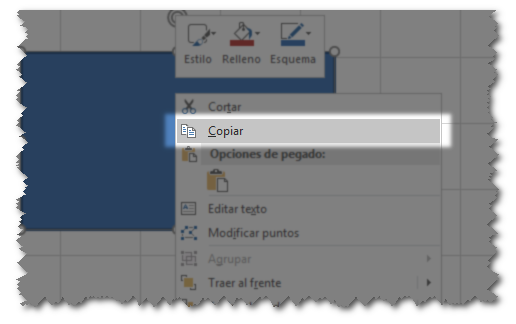 Estilo Relleno Esquema
Cortar
Copiar
Opciones de pegado:
Editar texto
Modificar puntos
Agrupar
Traer al frente